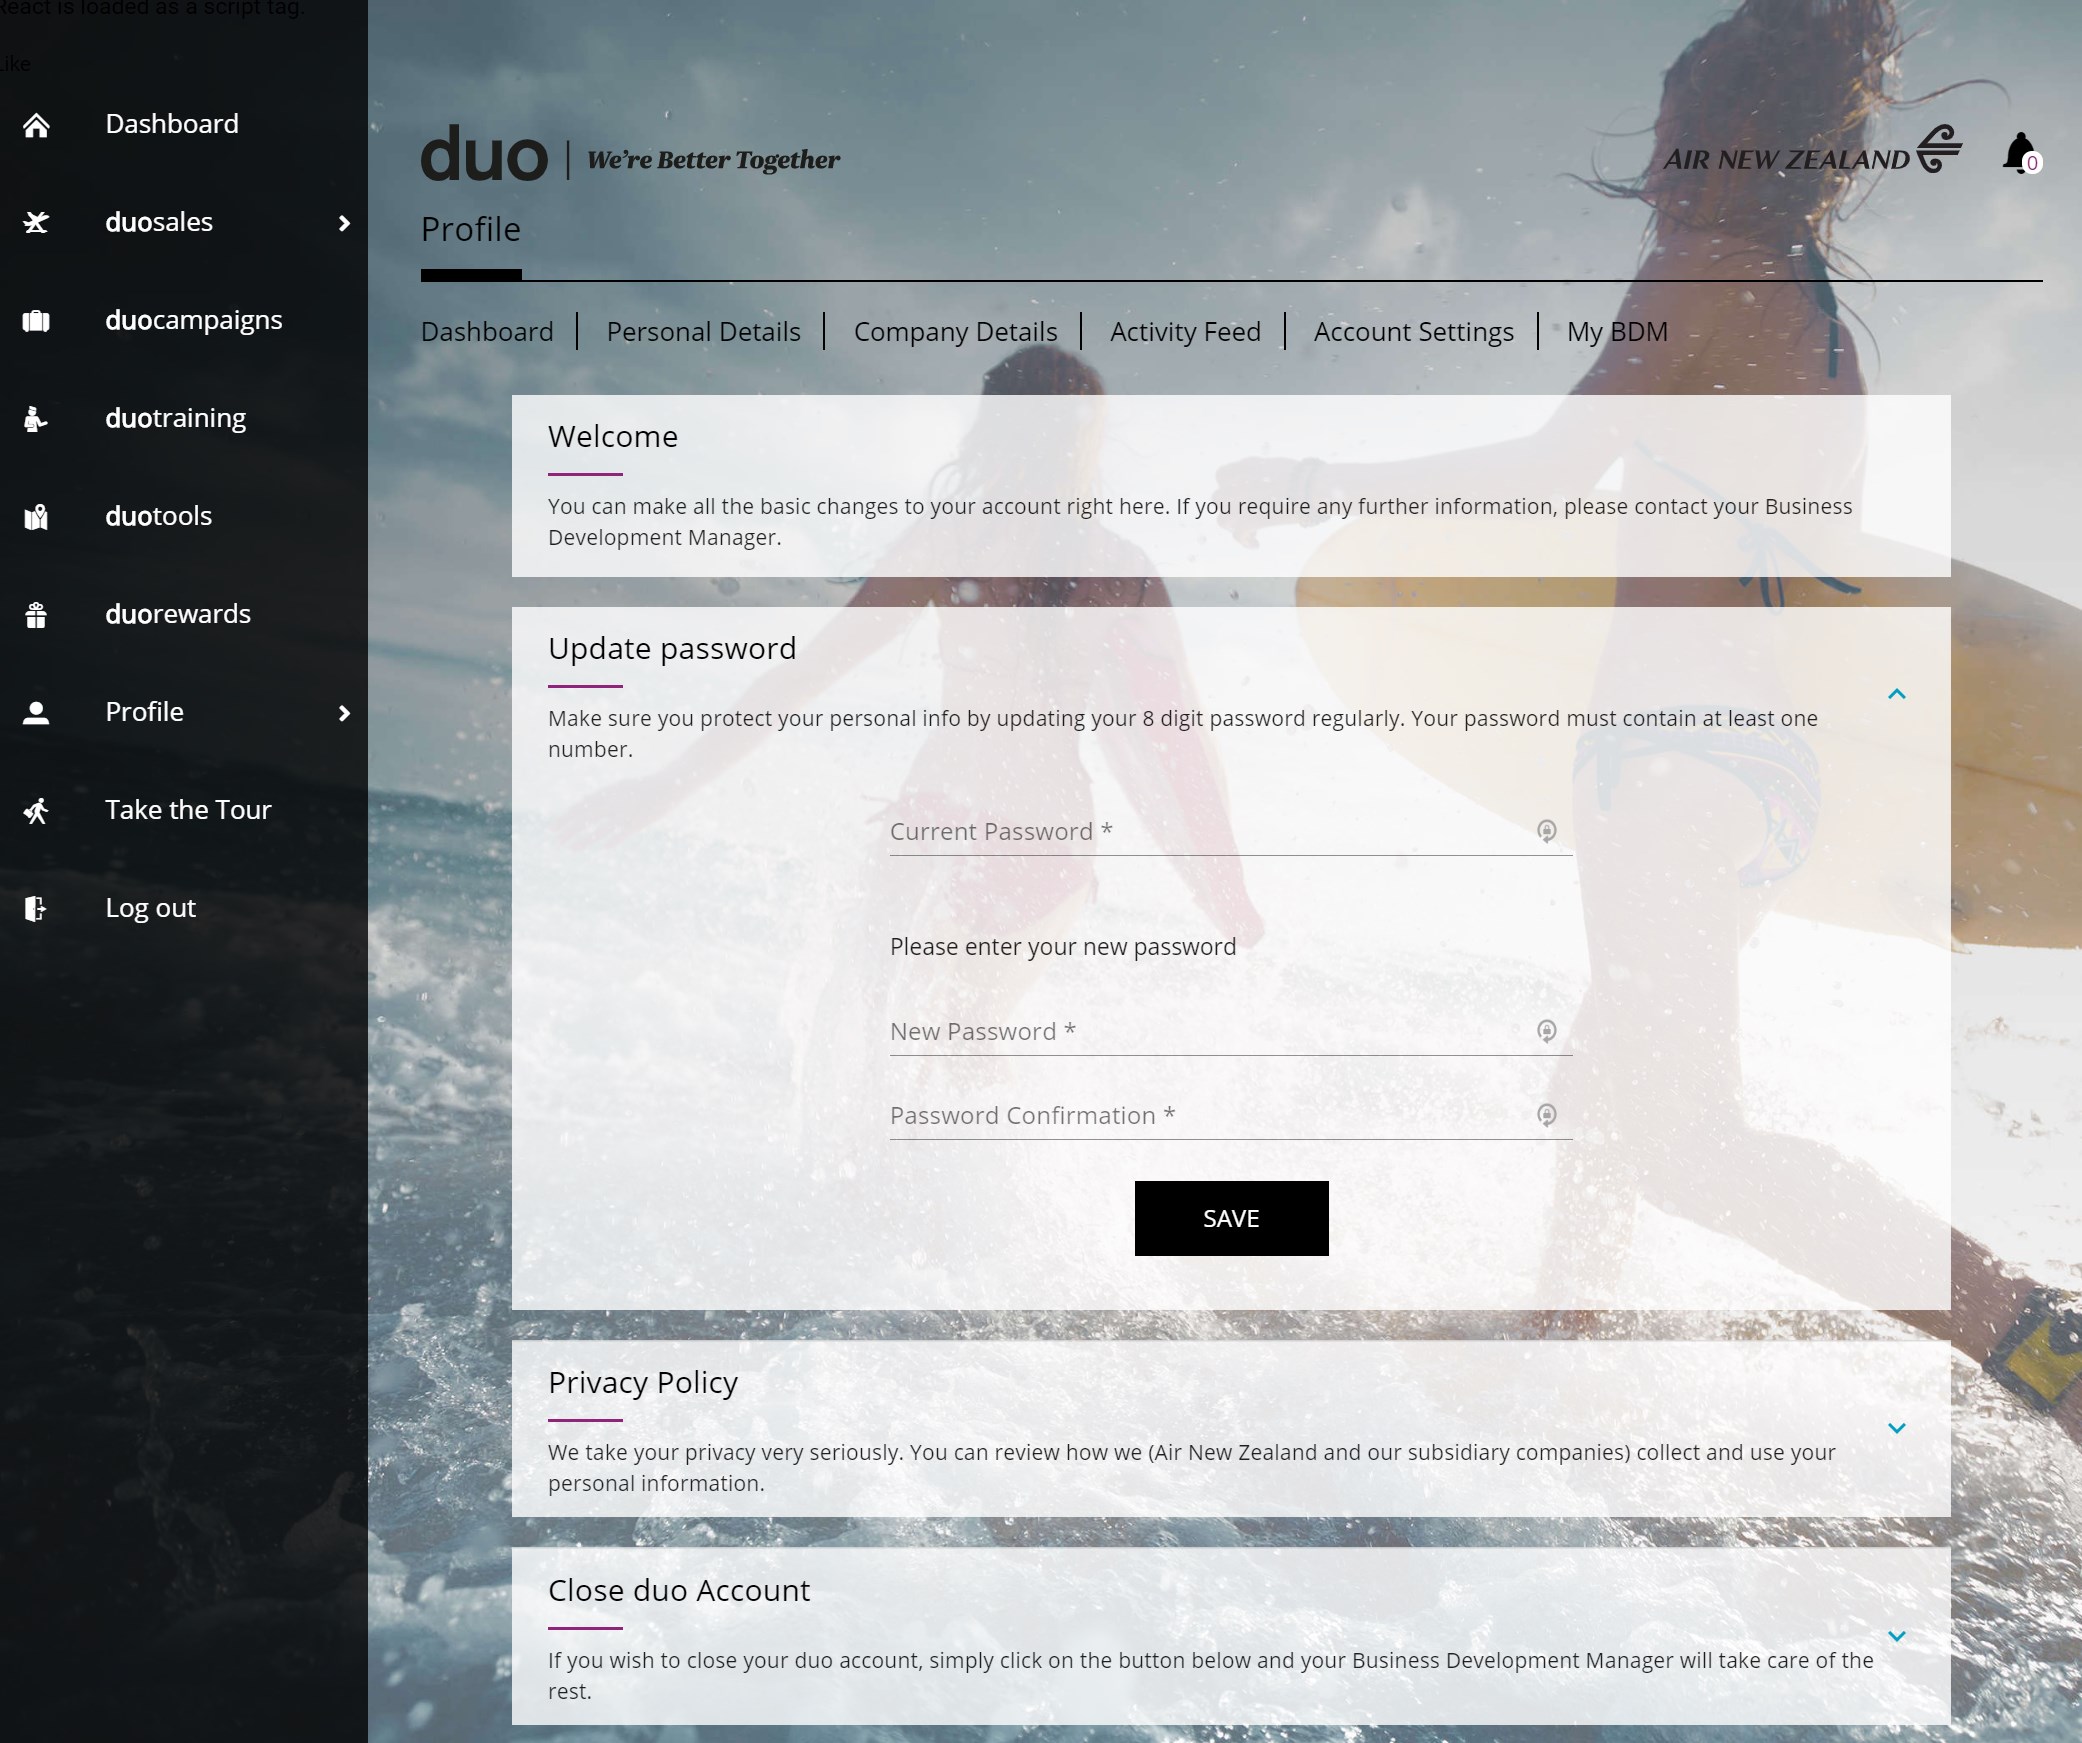 React is loaded as a script tag.
Like
Dashboard
duosales
duocampaigns
duotraining
duotools
duorewards
Profile
Take the Tour
Log out
duo | We're Better Together
AIR NEW ZEALAND
0
Profile
Dashboard
Personal Details
Company Details
Activity Feed
Account Settings
My BDM
Welcome
You can make all the basic changes to your account right here. If you require any further information, please contact your Business
Development Manager.
Update password
Make sure you protect your personal info by updating your 8 digit password regularly. Your password must contain at least one
number.
Current Password *
Please enter your new password
New Password *
Password Confirmation *
SAVE
Privacy Policy
We take your privacy very seriously. You can review how we (Air New Zealand and our subsidiary companies) collect and use your
personal information.
Close duo Account
If you wish to close your duo account, simply click on the button below and your Business Development Manager will take care of the
rest.